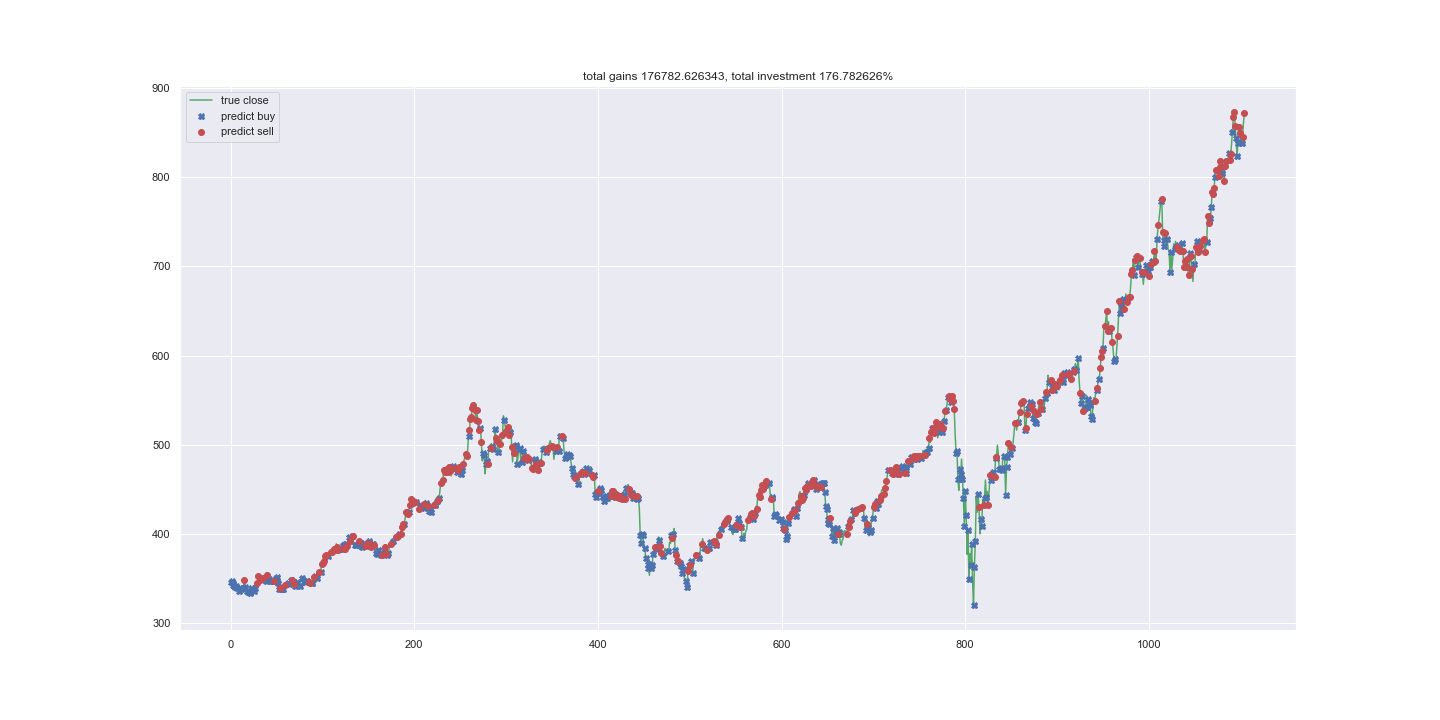 total gains 176782.626343, total investment 176.782626%
true close
predict buy
predict sell
900
800
700
600
500
400
300
0 200 400 600 800 1000